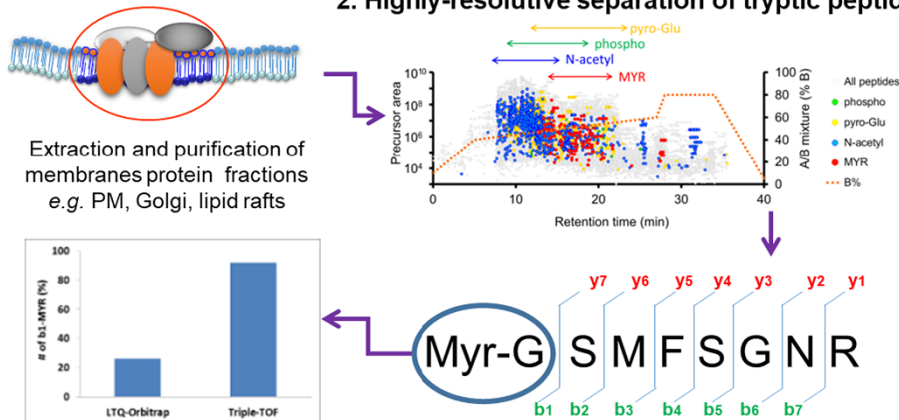 2. Highly-resolutive separation of tryptic peptid
pyro-Glu
phospho
N-acetyl
MYR
10^10
10^8
10^6
10^4
Precursor area
0 10 20 30 40
Retention time (min)
100
80
60
40
20
0
A/B mixture (% B)
All peptides
phospho
pyro-Glu
N-acetyl
MYR
B%
Extraction and purification of
membranes protein fractions
e.g. PM, Golgi, lipid rafts
y7 y6 y5 y4 y3 y2 y1
Myr-G S M F S G N R
b1 b2 b3 b4 b5 b6 b7
100
80
60
40
20
0
# of b1-MYR (%)
LTQ-Orbitrap Triple-TOF